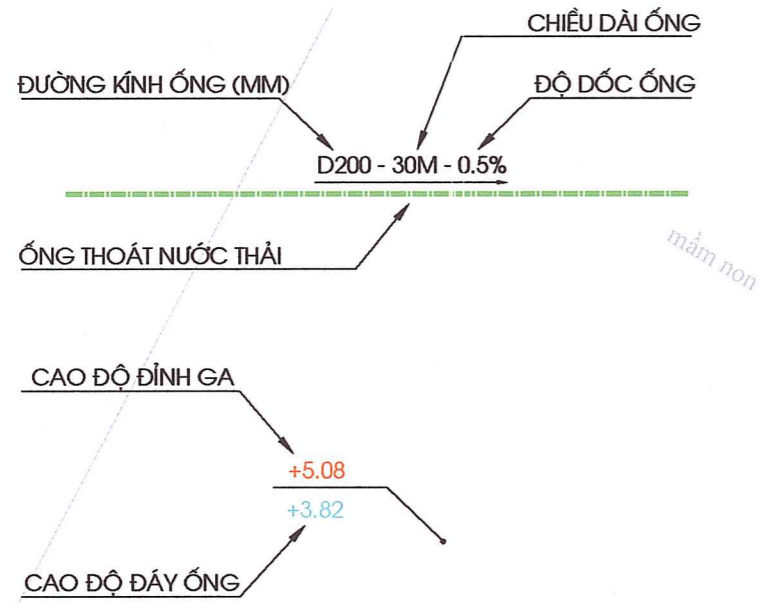 CHIỀU DÀI ỐNG
ĐƯỜNG KÍNH ỐNG (MM)
ĐỘ DỐC ỐNG
D200 - 30M - 0.5%
ỐNG THOÁT NƯỚC THẢI
mầm non
CAO ĐỘ ĐỈNH GA
+5.08
+3.82
CAO ĐỘ ĐÁY ỐNG